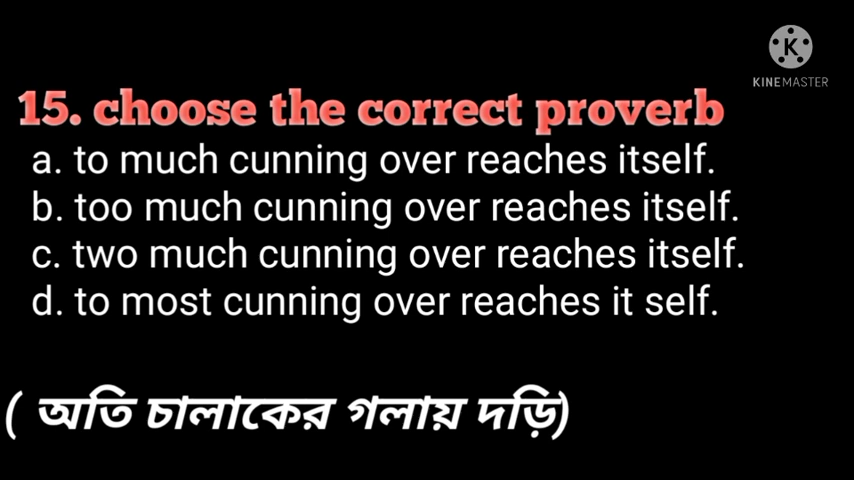 K
KINEMASTER
15. choose the correct proverb
a. to much cunning over reaches itself.
b. too much cunning over reaches itself.
c. two much cunning over reaches itself.
d. to most cunning over reaches it self.
( অতি চালাকের গলায় দড়ি)